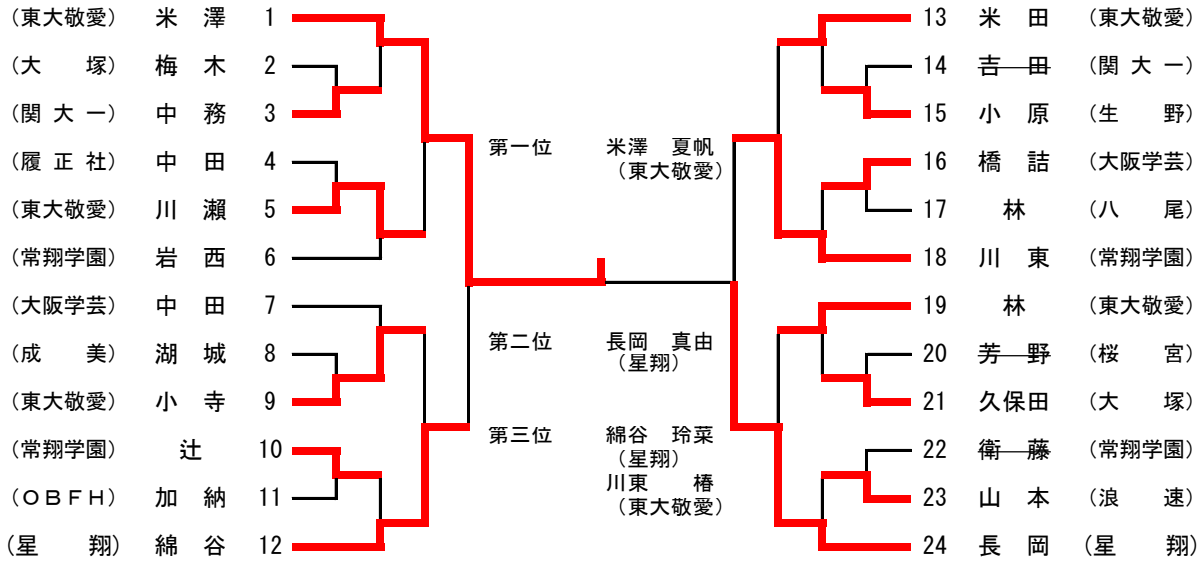 (東大敬愛) 米澤 1
(大塚) 梅木 2
(関大一) 中務 3
(履正社) 中田 4
(東大敬愛) 川瀬 5
(常翔学園) 岩西 6
(大阪学芸) 中田 7
(成美) 湖城 8
(東大敬愛) 小寺 9
(常翔学園) 辻 10
(OBFH) 加納 11
(星翔) 綿谷 12
第一位 米澤 夏帆
(東大敬愛)
第二位 長岡 真由
(星翔)
第三位 綿谷 玲菜
(星翔)
川東 椿
(東大敬愛)
13 米田 (東大敬愛)
14 吉田 (関大一)
15 小原 (生野)
16 橋詰 (大阪学芸)
17 林 (八尾)
18 川東 (常翔学園)
19 林 (東大敬愛)
20 芳野 (桜宮)
21 久保田 (大塚)
22 衛藤 (常翔学園)
23 山本 (浪速)
24 長岡 (星翔)